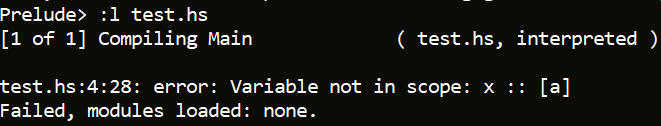 Prelude> :l test.hs
[1 of 1] Compiling Main             ( test.hs, interpreted )
test.hs:4:28: error: Variable not in scope: x :: [a]
Failed, modules loaded: none.